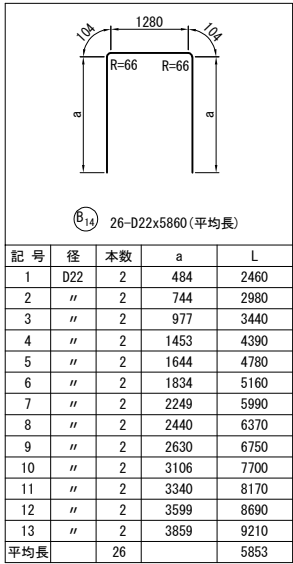 104 1280 104
R=66 R=66
a a
B14 26-D22x5860(平均長)
記 号 径 本数 a L
1 D22 2 484 2460
2 〃 2 744 2980
3 〃 2 977 3440
4 〃 2 1453 4390
5 〃 2 1644 4780
6 〃 2 1834 5160
7 〃 2 2249 5990
8 〃 2 2440 6370
9 〃 2 2630 6750
10 〃 2 3106 7700
11 〃 2 3340 8170
12 〃 2 3599 8690
13 〃 2 3859 9210
平均長 26 5853